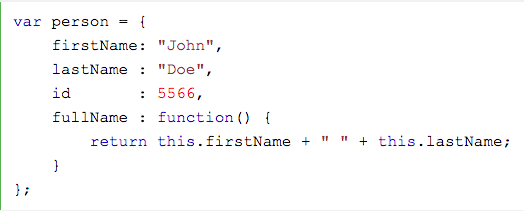 var person = {
    firstName: "John",
    lastName : "Doe",
    id       : 5566,
    fullName : function() {
        return this.firstName + " " + this.lastName;
    }
};